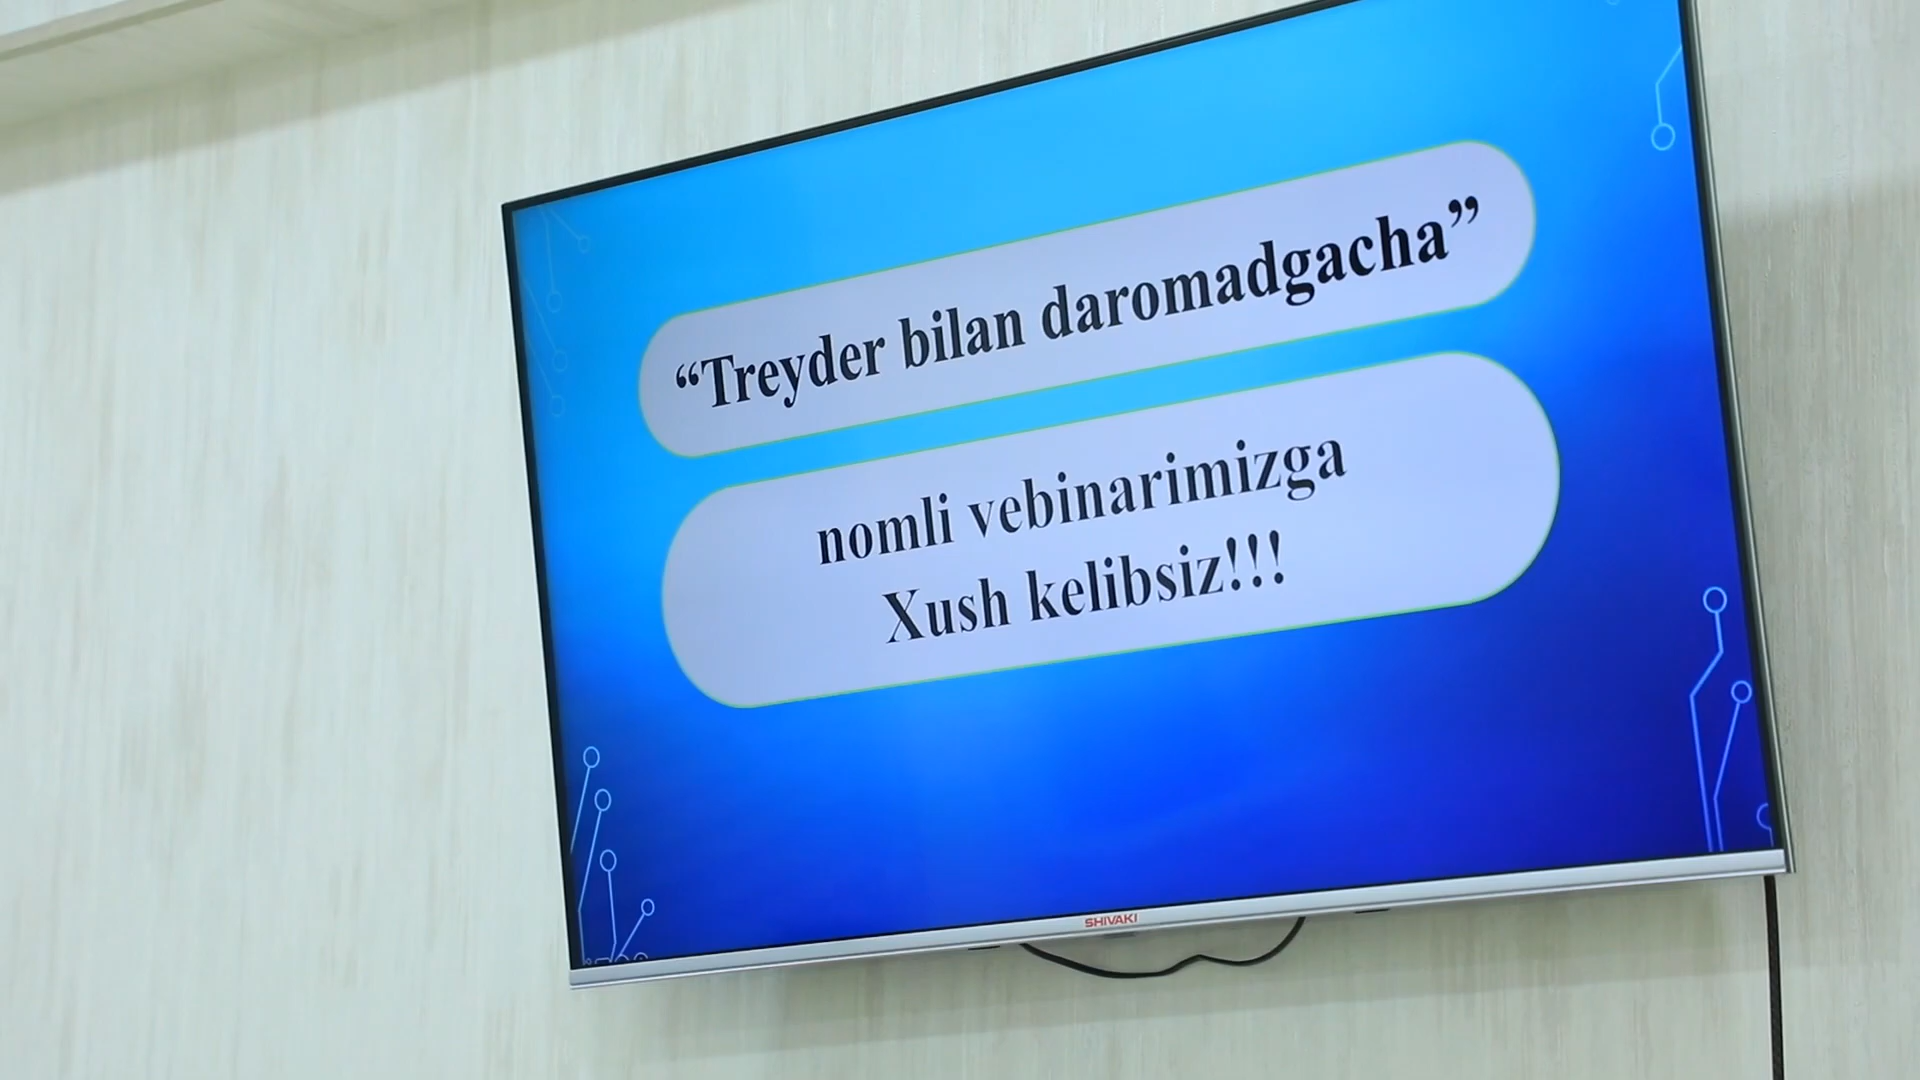 “Treyder bilan daromadgacha”
nomli vebinarimizga
Xush kelibsiz!!!
SHIVAKI